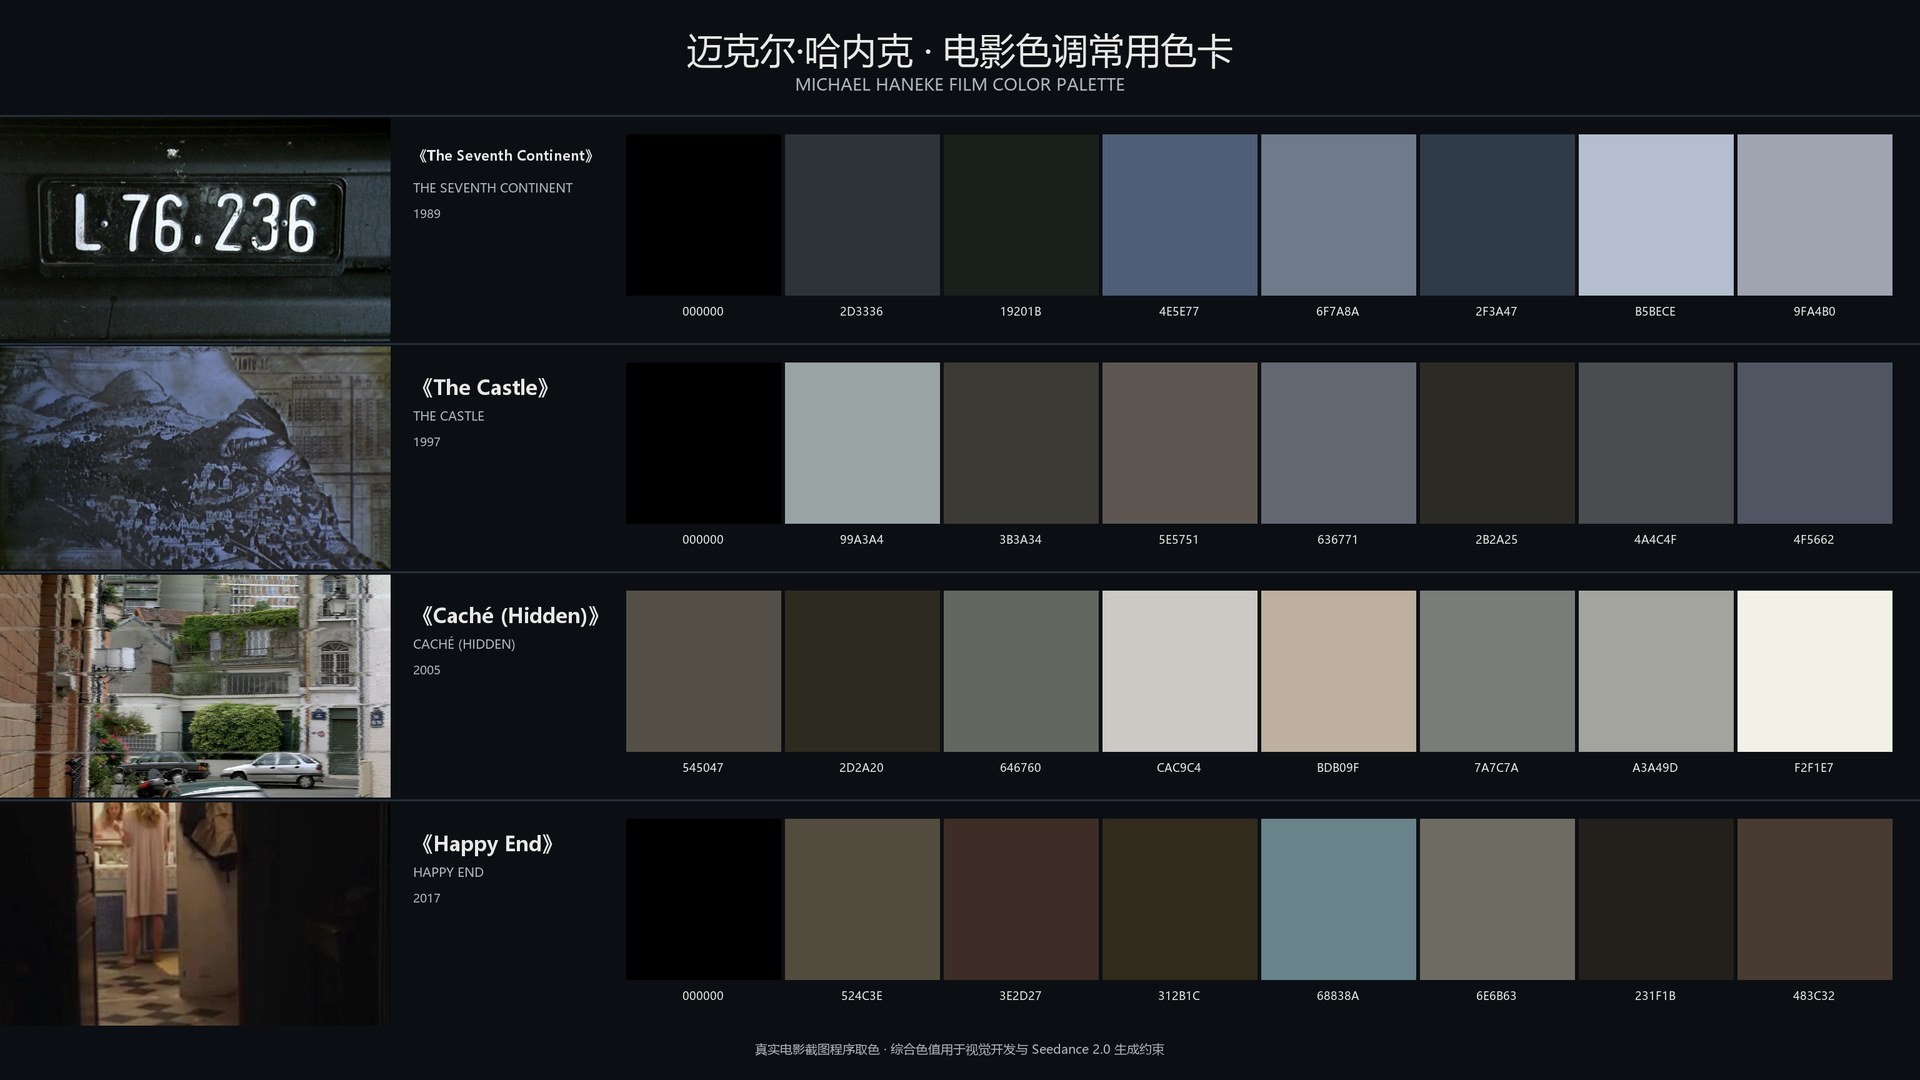 迈克尔·哈内克 · 电影色调常用色卡
MICHAEL HANEKE FILM COLOR PALETTE
L·76.236
《The Seventh Continent》
THE SEVENTH CONTINENT
1989
000000 2D3336 19201B 4E5E77 6F7A8A 2F3A47 B5BECE 9FA4B0
《The Castle》
THE CASTLE
1997
000000 99A3A4 3B3A34 5E5751 636771 2B2A25 4A4C4F 4F5662
《Caché (Hidden)》
CACHÉ (HIDDEN)
2005
545047 2D2A20 646760 CAC9C4 BDB09F 7A7C7A A3A49D F2F1E7
《Happy End》
HAPPY END
2017
000000 524C3E 3E2D27 312B1C 68838A 6E6B63 231F1B 483C32
真实电影截图程序取色 · 综合色值用于视觉开发与 Seedance 2.0 生成约束